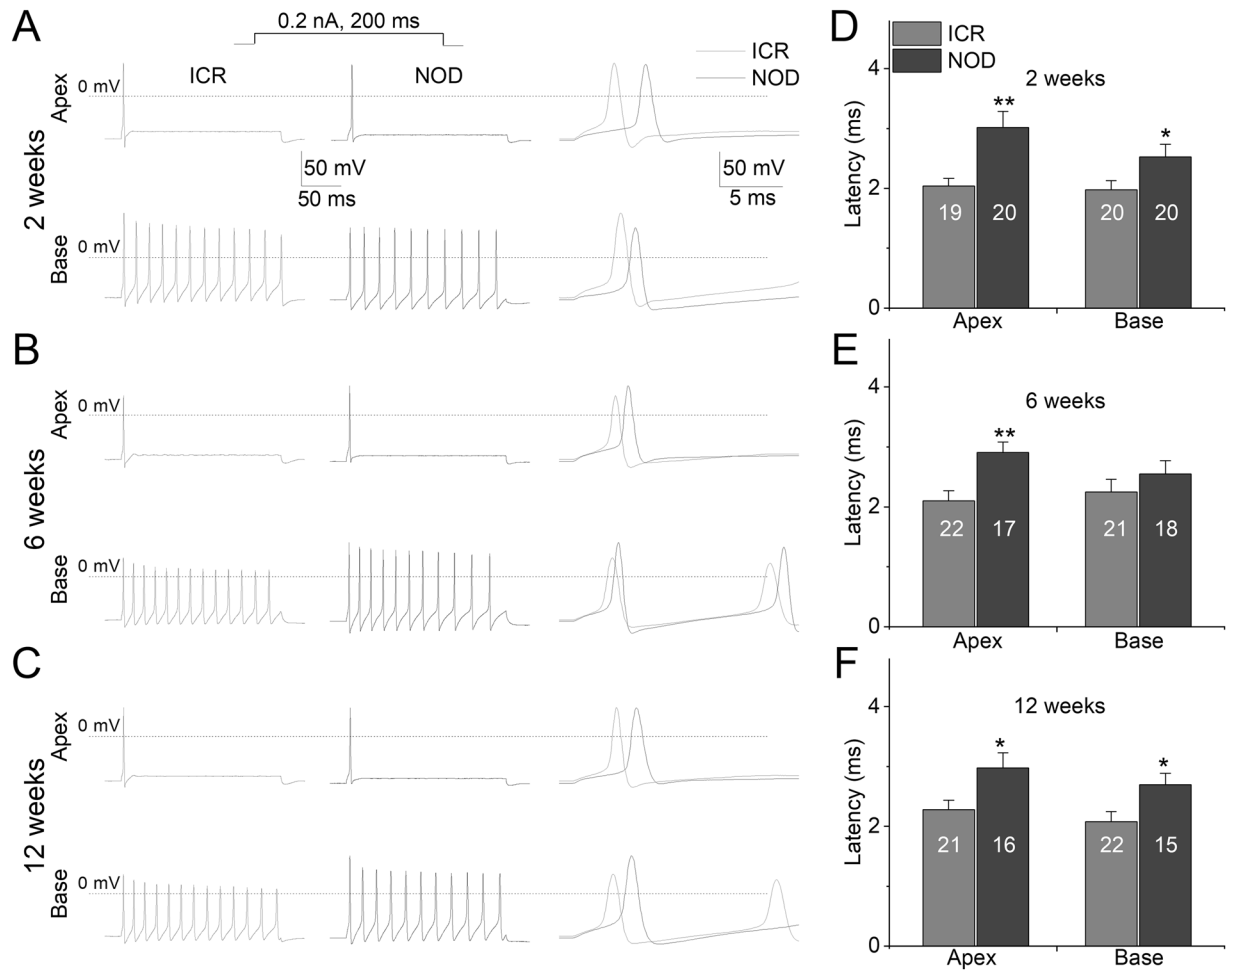 A
0.2 nA, 200 ms
ICR
NOD
ICR
NOD
2 weeks
Apex
0 mV
50 mV
50 ms
50 mV
5 ms
Base
0 mV
B
6 weeks
Apex
0 mV
Base
0 mV
C
12 weeks
Apex
0 mV
Base
0 mV
D
ICR
NOD
2 weeks
Latency (ms)
4
2
0
**
*
19
20
20
20
Apex
Base
E
6 weeks
Latency (ms)
4
2
0
**
22
17
21
18
Apex
Base
F
12 weeks
Latency (ms)
4
2
0
*
*
21
16
22
15
Apex
Base